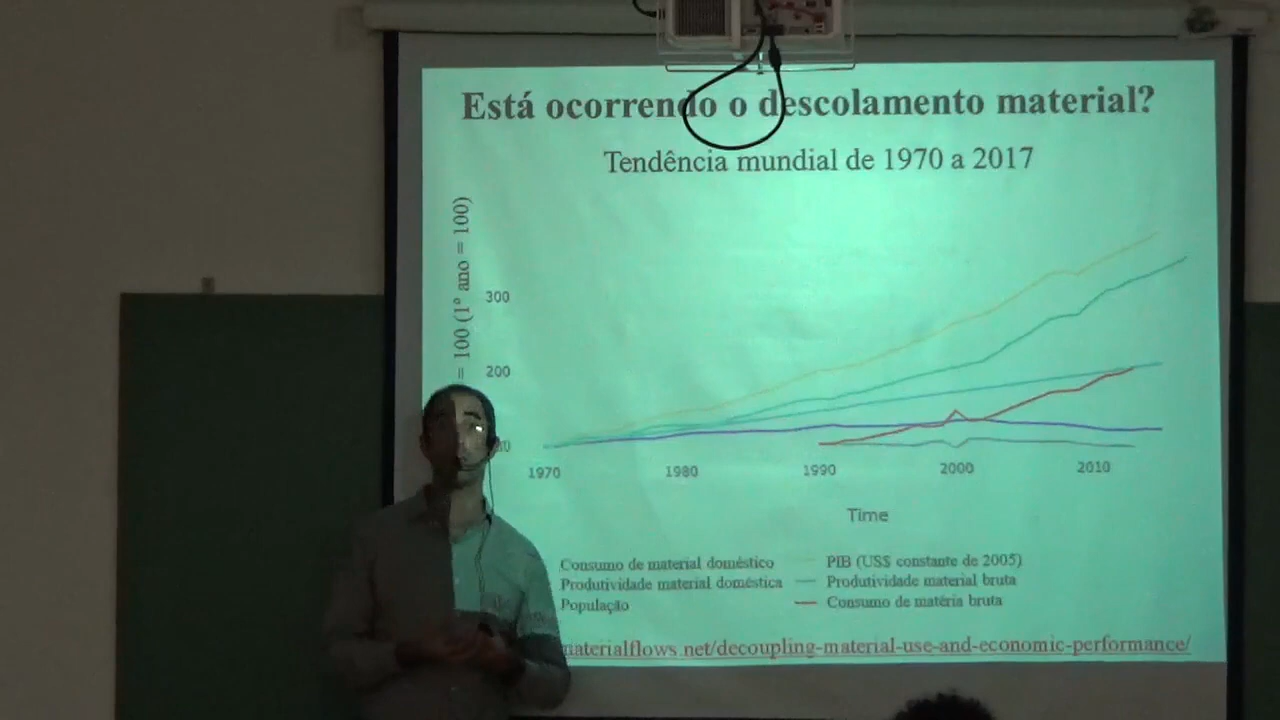 Está ocorrendo o descolamento material?
Tendência mundial de 1970 a 2017
= 100 (1º ano = 100)
300
200
1970 1980 1990 2000 2010
Time
Consumo de material doméstico
Produtividade material doméstica
População
PIB (US$ constante de 2005)
Produtividade material bruta
Consumo de matéria bruta
materialflows.net/decoupling-material-use-and-economic-performance/